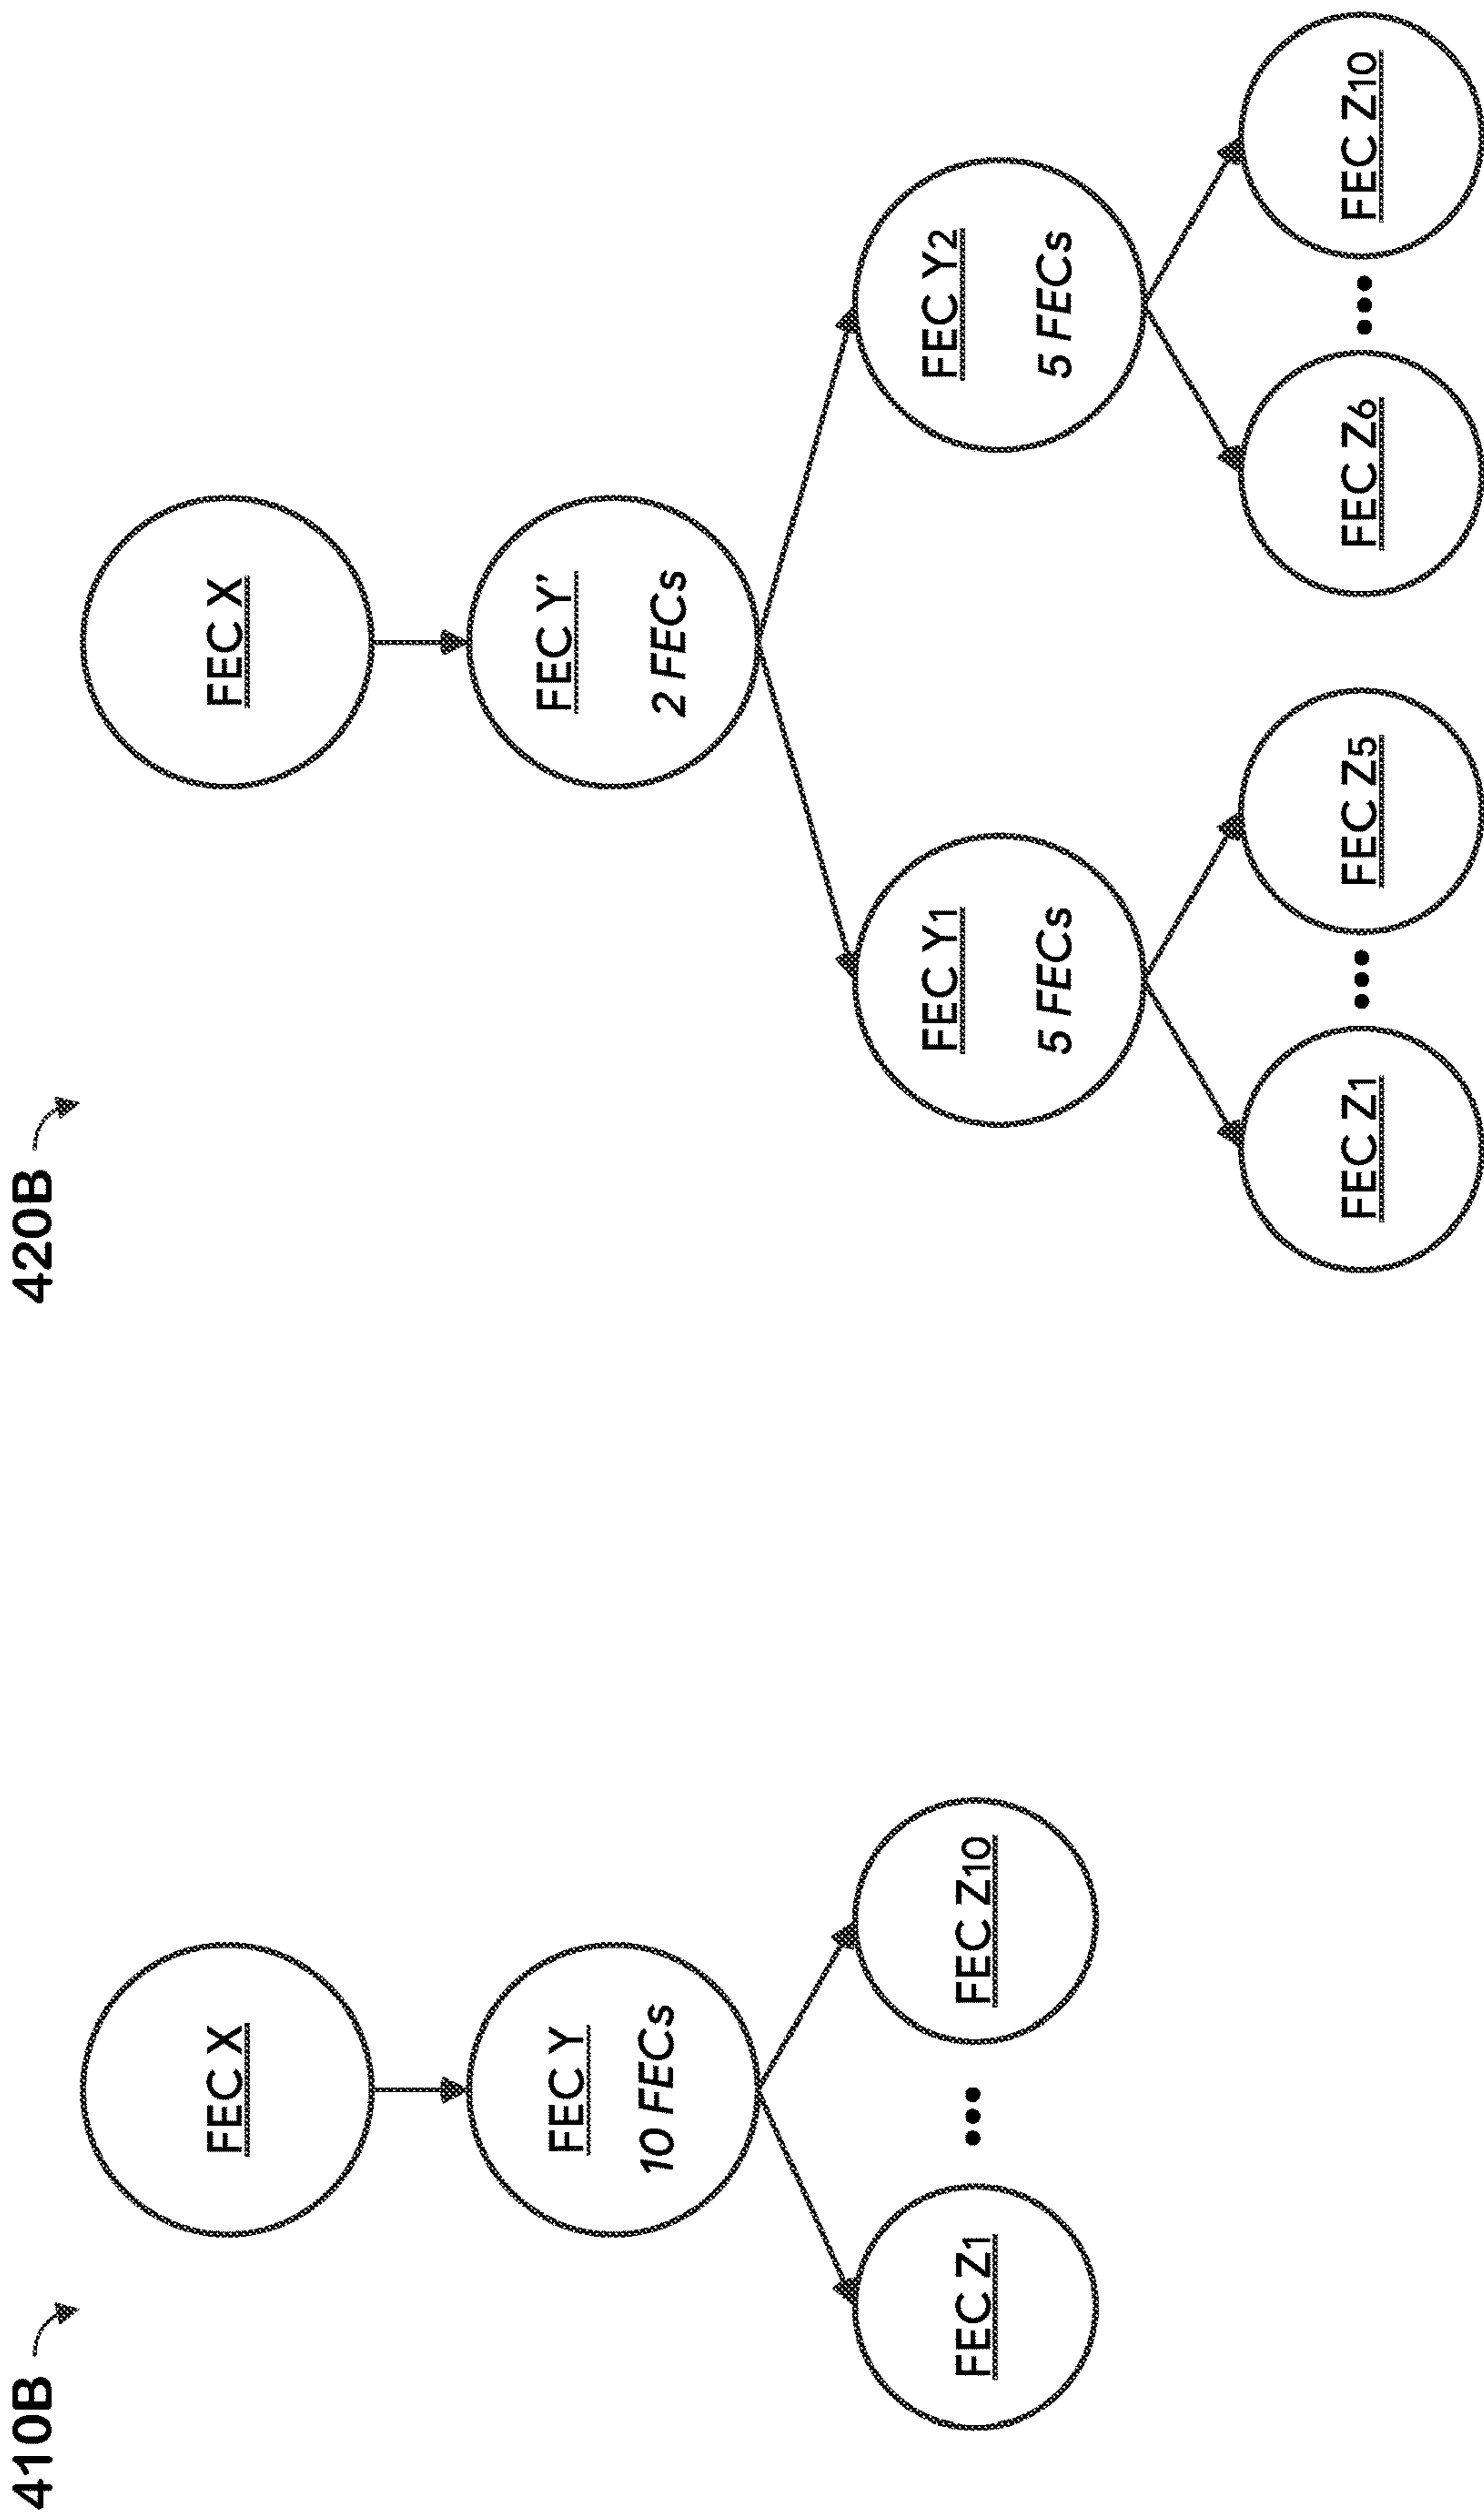 410B
FEC X
FEC Y
10 FECs
FEC Z1
•••
FEC Z10
420B
FEC X
FEC Y'
2 FECs
FEC Y1
5 FECs
FEC Y2
5 FECs
FEC Z1
•••
FEC Z5
FEC Z6
•••
FEC Z10